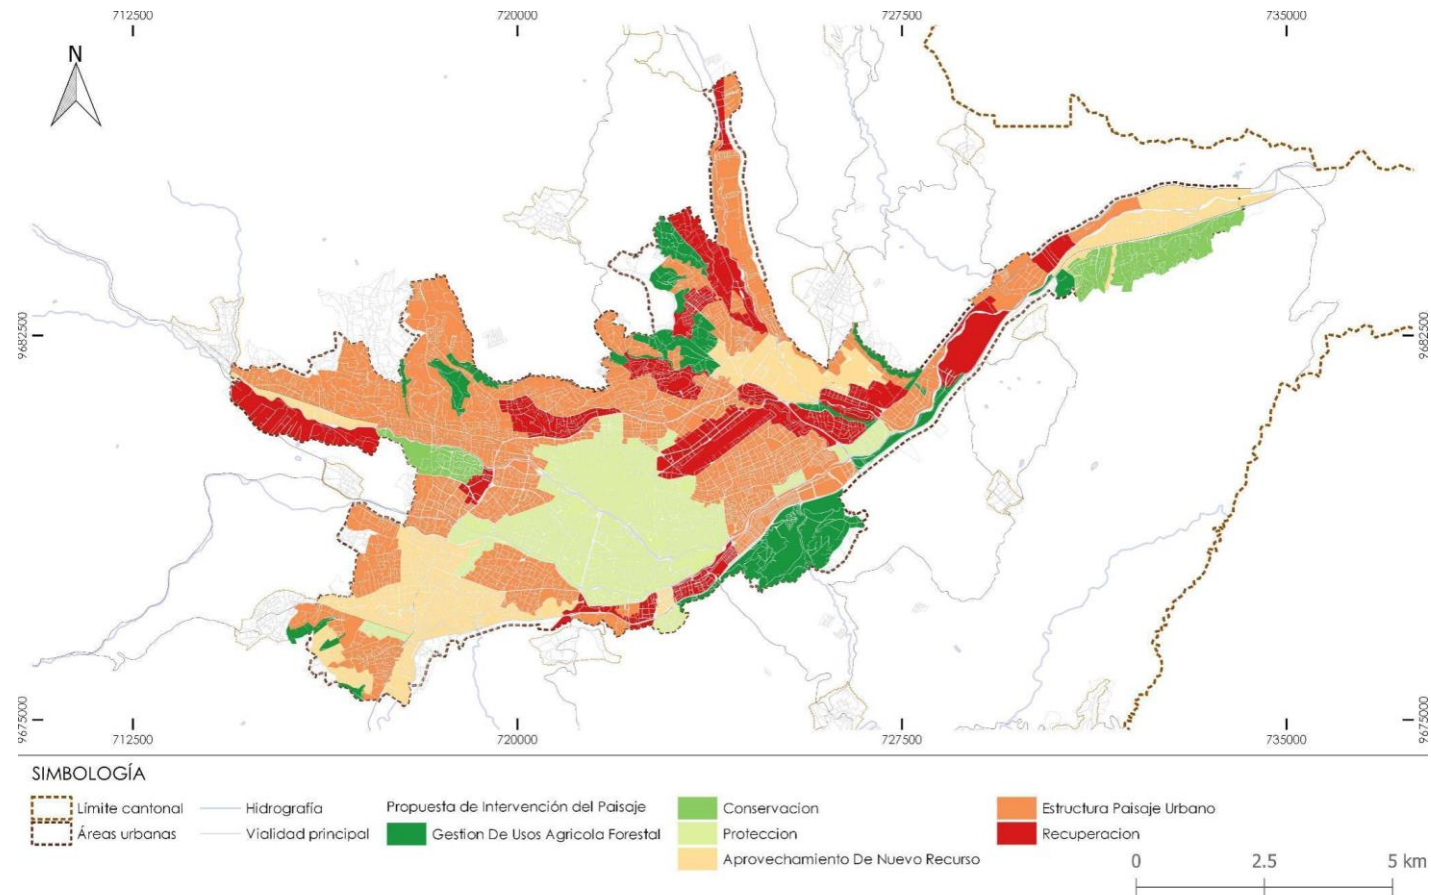 712500 720000 727500 735000
N
9682500 9682500
9675000 9675000
712500 720000 727500 735000
SIMBOLOGÍA
Límite cantonal
Áreas urbanas
Hidrografía
Vialidad principal
Propuesta de Intervención del Paisaje
Gestion De Usos Agricola Forestal
Conservacion
Proteccion
Aprovechamiento De Nuevo Recurso
Estructura Paisaje Urbano
Recuperacion
0 2.5 5 km